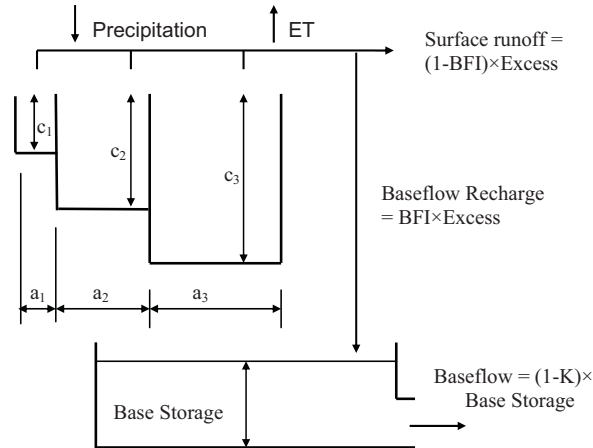 Precipitation
ET
Surface runoff =
(1-BFI)×Excess
c₁
c₂
c₃
Baseflow Recharge
= BFI×Excess
a₁
a₂
a₃
Baseflow = (1-K)×
Base Storage
Base Storage